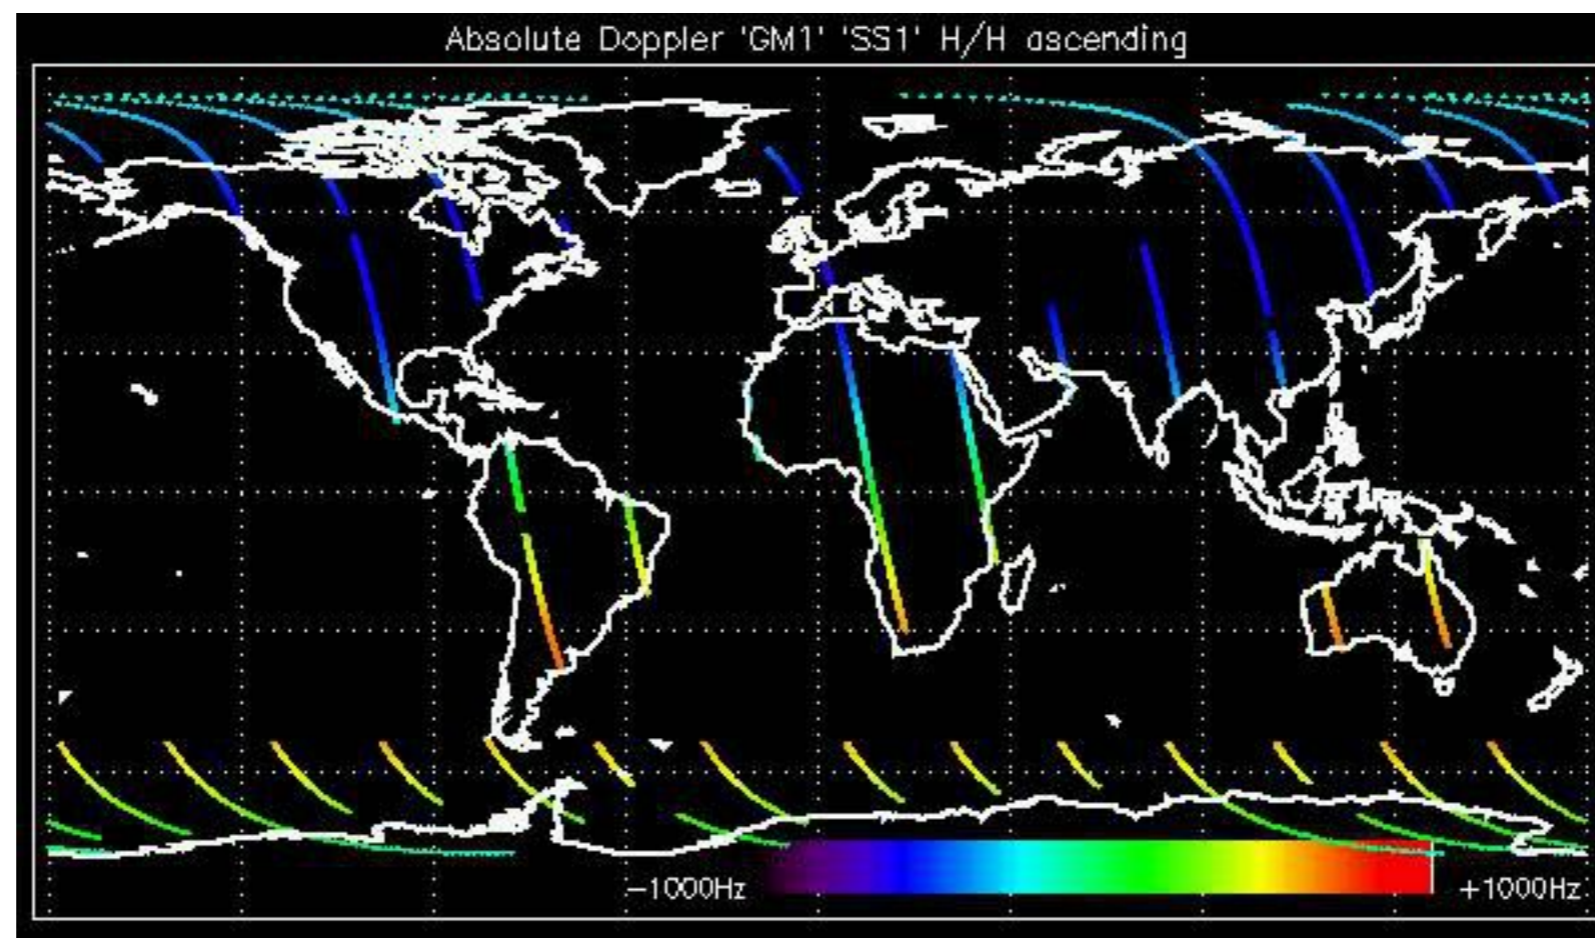 Absolute Doppler 'GM1' 'SS1' H/H ascending
-1000Hz
+1000Hz